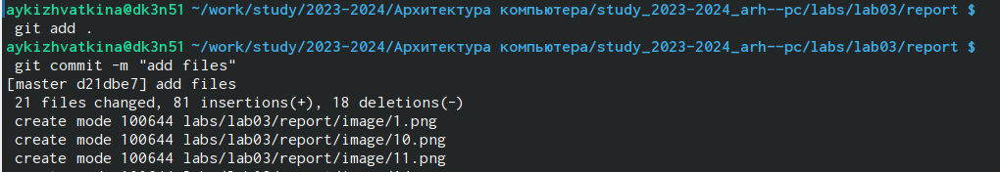 aykizhvatkina@dk3n51 ~/work/study/2023-2024/Архитектура компьютера/study_2023-2024_arh--pc/labs/lab03/report $
git add .
aykizhvatkina@dk3n51 ~/work/study/2023-2024/Архитектура компьютера/study_2023-2024_arh--pc/labs/lab03/report $
git commit -m "add files"
[master d21dbe7] add files
21 files changed, 81 insertions(+), 18 deletions(-)
create mode 100644 labs/lab03/report/image/1.png
create mode 100644 labs/lab03/report/image/10.png
create mode 100644 labs/lab03/report/image/11.png